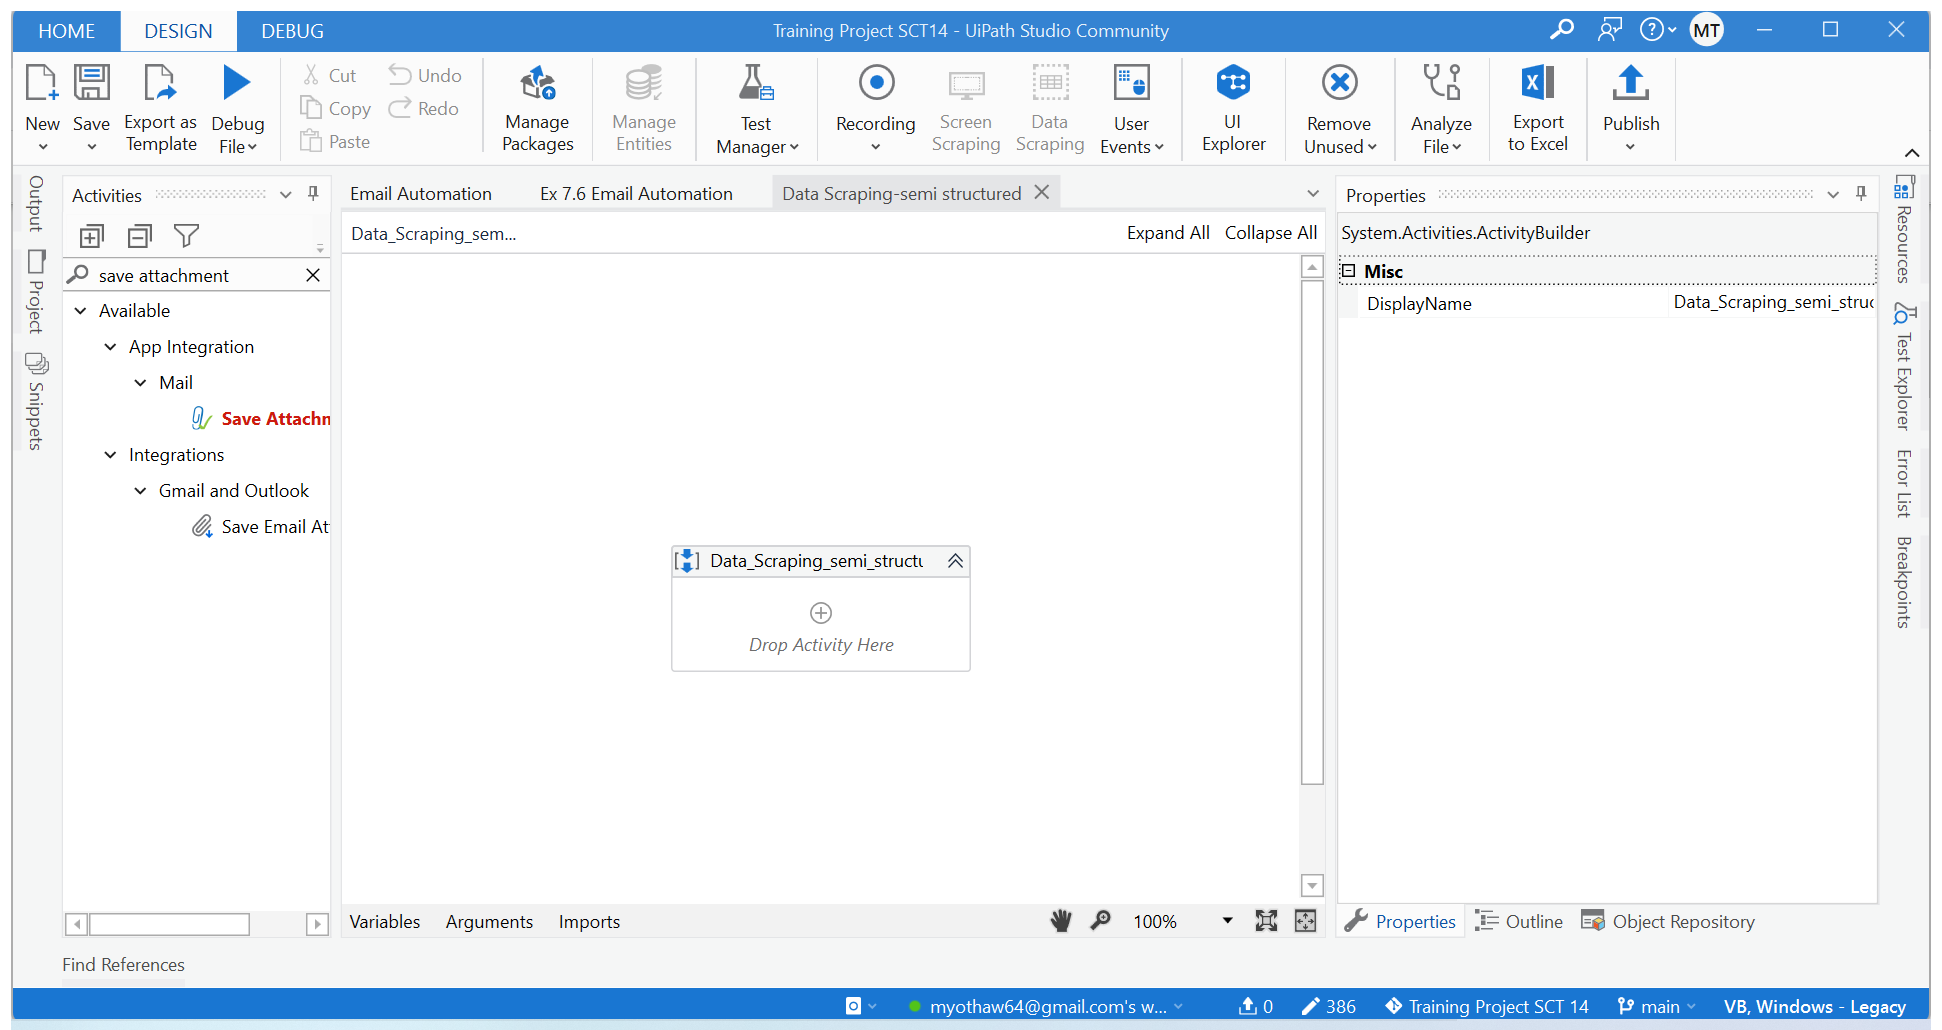 HOME DESIGN DEBUG
Training Project SCT14 - UiPath Studio Community
MT
New
Save
Export as
Template
Debug
File
Cut
Copy
Paste
Undo
Redo
Manage
Packages
Manage
Entities
Test
Manager
Recording
Screen
Scraping
Data
Scraping
User
Events
UI
Explorer
Remove
Unused
Analyze
File
Export
to Excel
Publish
Output
Project
Snippets
Activities
save attachment
Available
App Integration
Mail
Save Attachm
Integrations
Gmail and Outlook
Save Email At
Email Automation
Ex 7.6 Email Automation
Data Scraping-semi structured
Data_Scraping_sem...
Expand All
Collapse All
Data_Scraping_semi_structu
Drop Activity Here
Variables
Arguments
Imports
100%
Properties
System.Activities.ActivityBuilder
Misc
DisplayName
Data_Scraping_semi_struc
Properties
Outline
Object Repository
Resources
Test Explorer
Error List
Breakpoints
Find References
myothaw64@gmail.com's w...
0
386
Training Project SCT 14
main
VB, Windows - Legacy